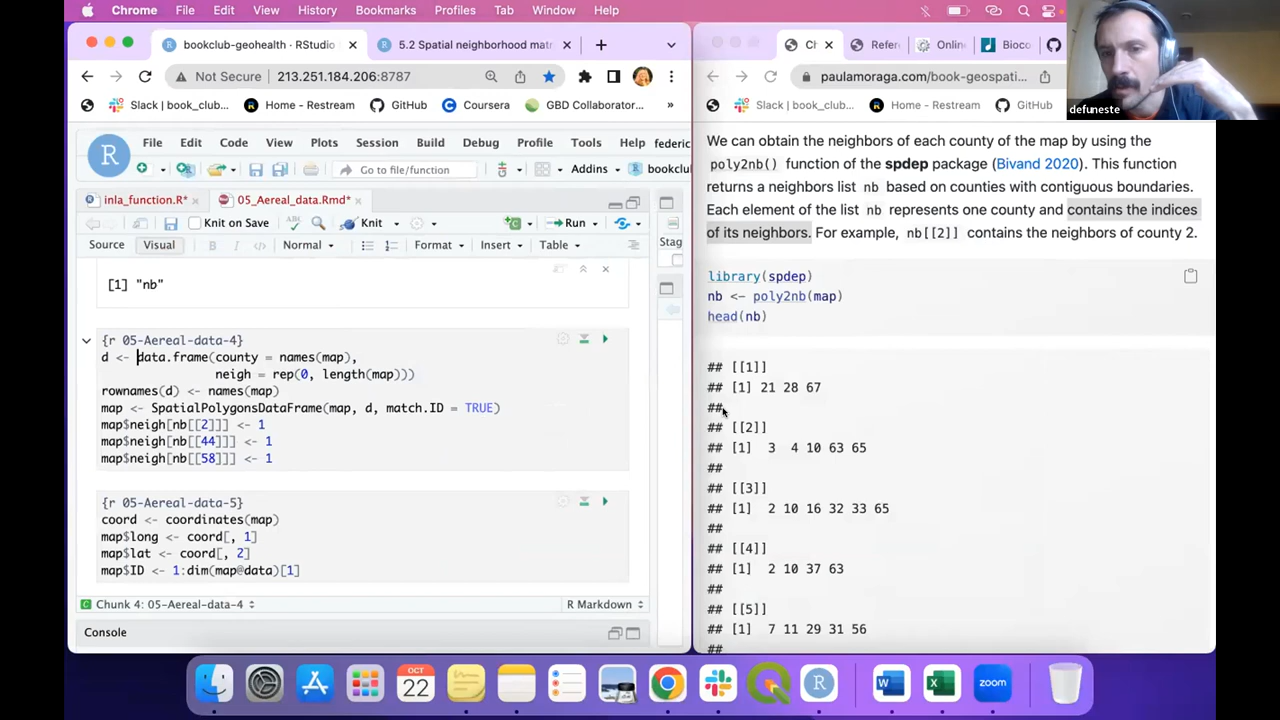 Chrome File Edit View History Bookmarks Profiles Tab Window Help
bookclub-geohealth · RStudio
5.2 Spatial neighborhood mat
Not Secure 213.251.184.206:8787
Slack | book_club... Home - Restream GitHub Coursera GBD Collaborator... »
File Edit Code View Plots Session Build Debug Profile Tools Help federic
Go to file/function Addins bookclu
inla_function.R* 05_Aereal_data.Rmd*
Knit on Save Knit Run
Source Visual B I Normal Format Insert Table
Stag
[1] "nb"
{r 05-Aereal-data-4}
d <- data.frame(county = names(map),
neigh = rep(0, length(map)))
rownames(d) <- names(map)
map <- SpatialPolygonsDataFrame(map, d, match.ID = TRUE)
map$neigh[nb[[2]]] <- 1
map$neigh[nb[[44]]] <- 1
map$neigh[nb[[58]]] <- 1
{r 05-Aereal-data-5}
coord <- coordinates(map)
map$long <- coord[, 1]
map$lat <- coord[, 2]
map$ID <- 1:dim(map@data)[1]
Chunk 4: 05-Aereal-data-4 R Markdown
Console
Ch Refere Online Bioco
paulamoraga.com/book-geospati...
Slack | book_club... Home - Restream GitHub
defuneste
We can obtain the neighbors of each county of the map by using the
poly2nb() function of the spdep package (Bivand 2020). This function
returns a neighbors list nb based on counties with contiguous boundaries.
Each element of the list nb represents one county and contains the indices
of its neighbors. For example, nb[[2]] contains the neighbors of county 2.
library(spdep)
nb <- poly2nb(map)
head(nb)
## [[1]]
## [1] 21 28 67
##
## [[2]]
## [1] 3 4 10 63 65
##
## [[3]]
## [1] 2 10 16 32 33 65
##
## [[4]]
## [1] 2 10 37 63
##
## [[5]]
## [1] 7 11 29 31 56
##
OCT
22
zoom